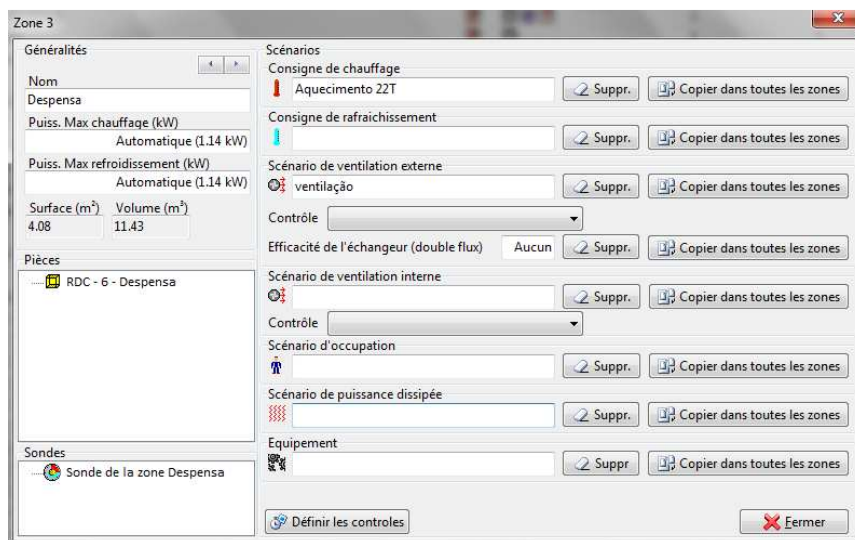 Zone 3
Généralités
Nom
Despensa
Puiss. Max chauffage (kW)
Automatique (1.14 kW)
Puiss. Max refroidissement (kW)
Automatique (1.14 kW)
Surface (m²) Volume (m³)
4.08 11.43
Pièces
RDC - 6 - Despensa
Sondes
Sonde de la zone Despensa
Scénarios
Consigne de chauffage
Aquecimento 22T Suppr. Copier dans toutes les zones
Consigne de rafraichissement
Suppr. Copier dans toutes les zones
Scénario de ventilation externe
ventilação Suppr. Copier dans toutes les zones
Contrôle
Efficacité de l'échangeur (double flux) Aucun Suppr. Copier dans toutes les zones
Scénario de ventilation interne
Suppr. Copier dans toutes les zones
Contrôle
Scénario d'occupation
Suppr. Copier dans toutes les zones
Scénario de puissance dissipée
Suppr. Copier dans toutes les zones
Equipement
Suppr Copier dans toutes les zones
Définir les controles Fermer